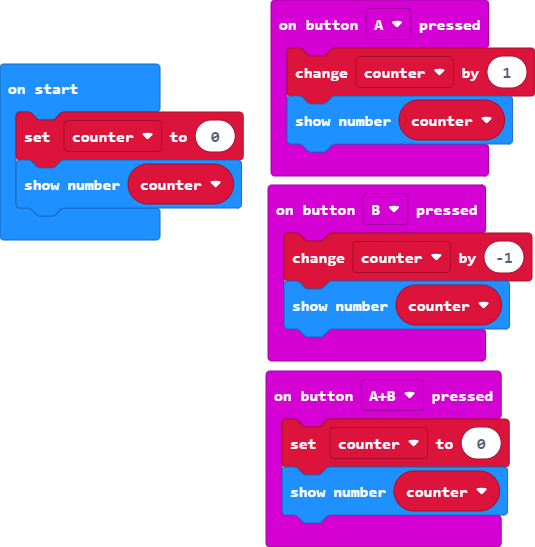 on start
set counter to 0
show number counter
on button A pressed
change counter by 1
show number counter
on button B pressed
change counter by -1
show number counter
on button A+B pressed
set counter to 0
show number counter